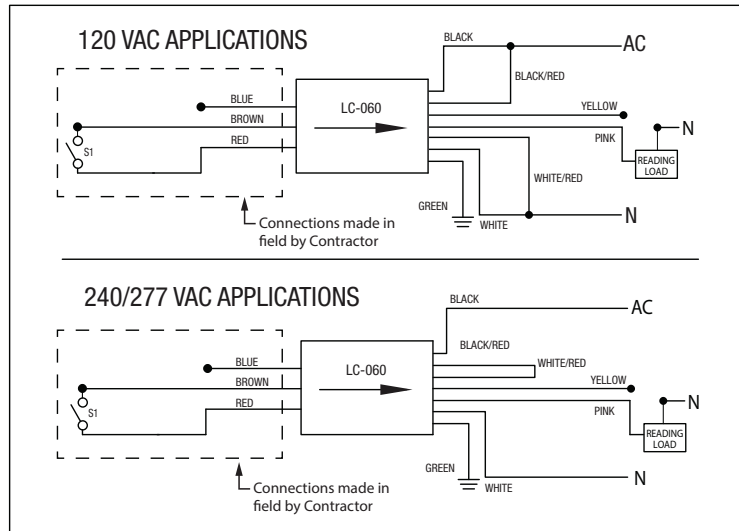 120 VAC APPLICATIONS
BLACK
AC
BLACK/RED
BLUE
LC-060
YELLOW
BROWN
N
S1
RED
PINK
READING
LOAD
WHITE/RED
GREEN
WHITE
N
Connections made in
field by Contractor
240/277 VAC APPLICATIONS
BLACK
AC
BLACK/RED
BLUE
LC-060
WHITE/RED
YELLOW
BROWN
N
S1
RED
PINK
READING
LOAD
GREEN
WHITE
N
Connections made in
field by Contractor